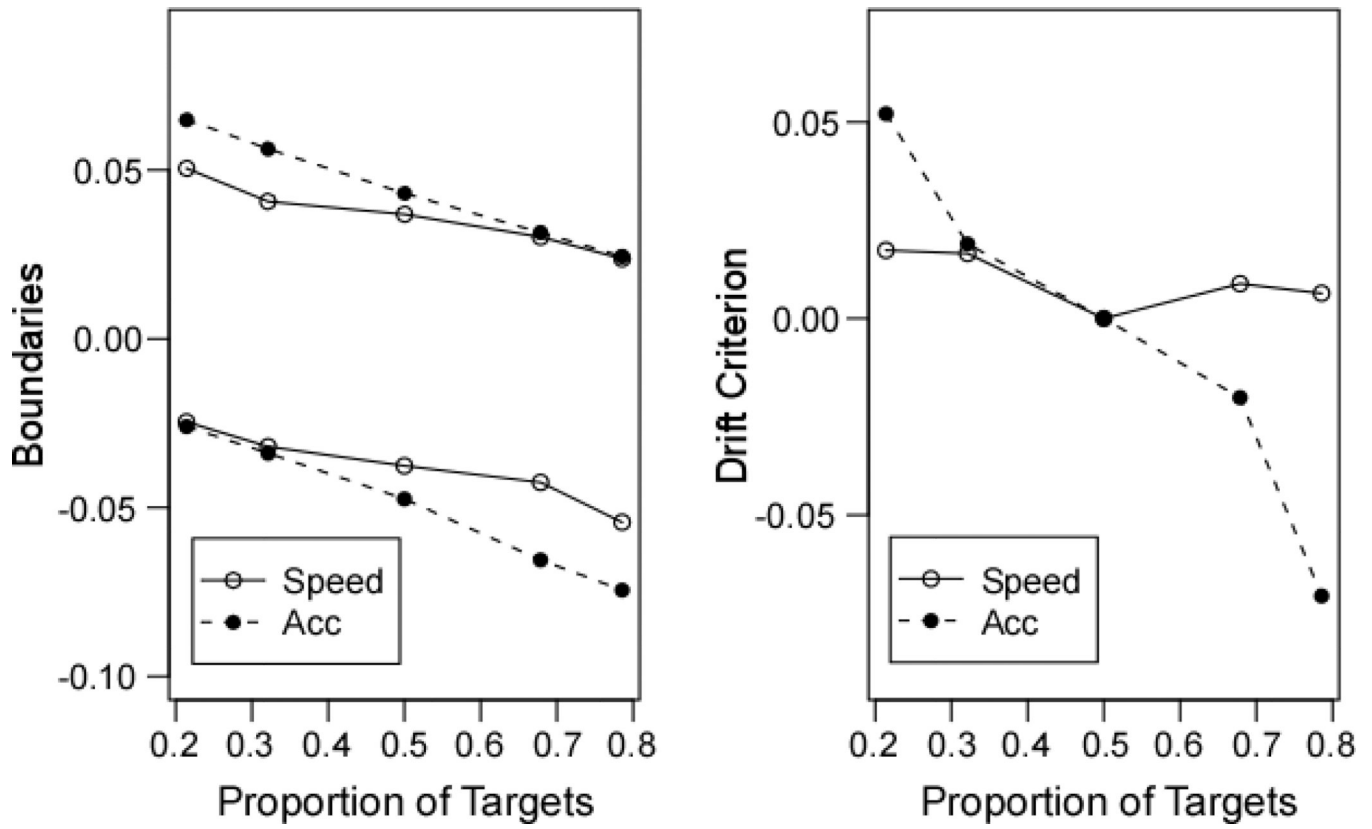 Boundaries
0.05
0.00
-0.05
-0.10
Speed
Acc
0.2 0.3 0.4 0.5 0.6 0.7 0.8
Proportion of Targets
Drift Criterion
0.05
0.00
-0.05
Speed
Acc
0.2 0.3 0.4 0.5 0.6 0.7 0.8
Proportion of Targets